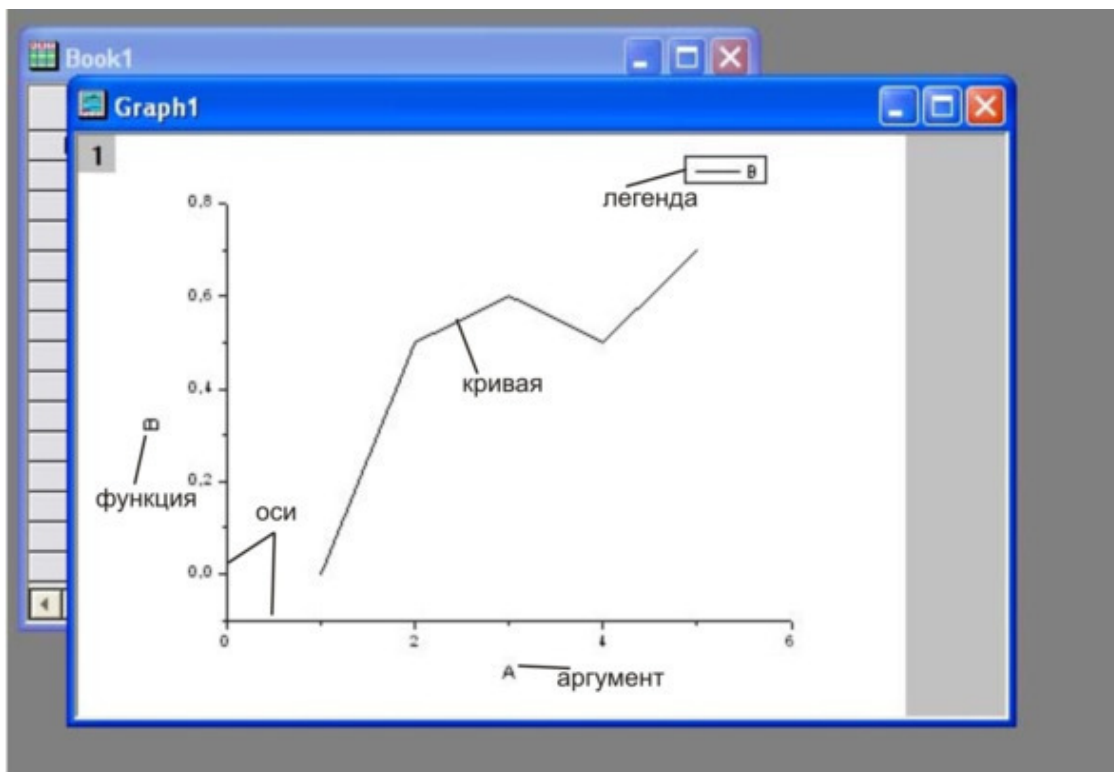 Book1
Graph1
1
B
легенда
0,8
0,6
0,4
0,2
0,0
кривая
B
функция
оси
0
2
4
6
A
аргумент